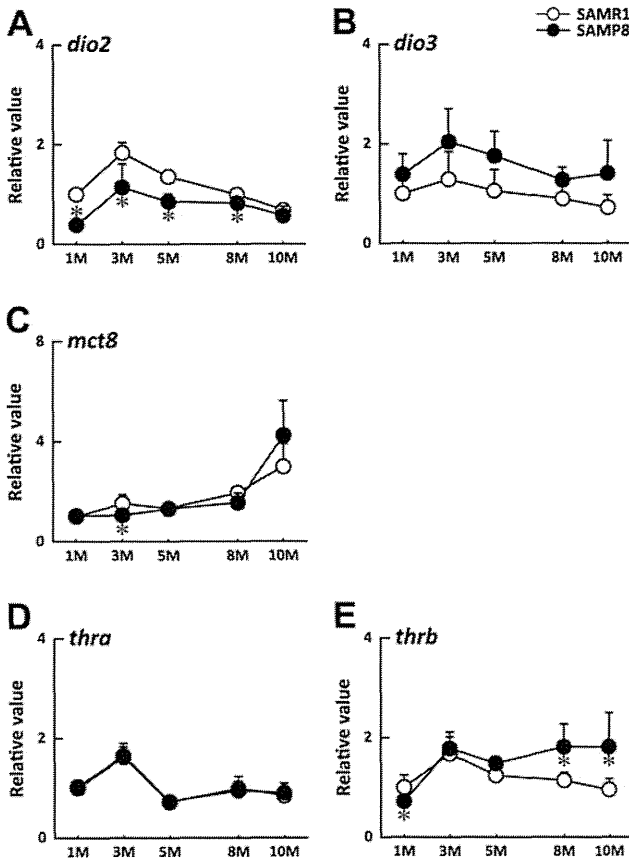 SAMR1
SAMP8
A
dio2
Relative value
4
2
0
*
*
*
*
1M 3M 5M 8M 10M
B
dio3
Relative value
4
2
0
1M 3M 5M 8M 10M
C
mct8
Relative value
8
4
0
*
1M 3M 5M 8M 10M
D
thra
Relative value
4
2
0
1M 3M 5M 8M 10M
E
thrb
Relative value
4
2
0
*
*
*
1M 3M 5M 8M 10M